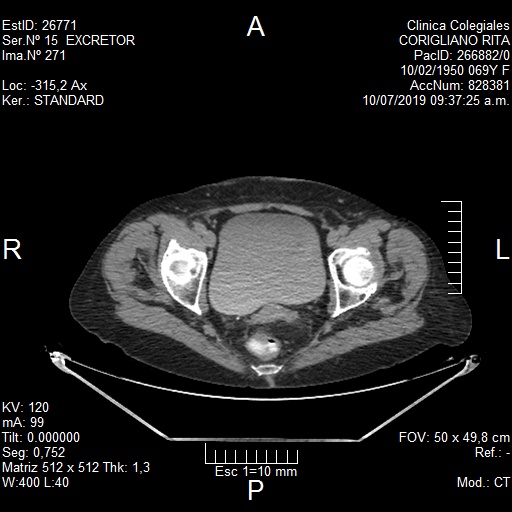 EstID: 26771
Ser.Nº 15  EXCRETOR
Ima.Nº 271
Loc: -315,2 Ax
Ker.: STANDARD
A
Clinica Colegiales
CORIGLIANO RITA
PacID: 266882/0
10/02/1950 069Y F
AccNum: 828381
10/07/2019 09:37:25 a.m.
R
L
KV: 120
mA: 99
Tilt: 0.000000
Seg: 0,752
Matriz 512 x 512 Thk: 1,3
W:400 L:40
Esc 1=10 mm
P
FOV: 50 x 49,8 cm
Ref.: -
Mod.: CT